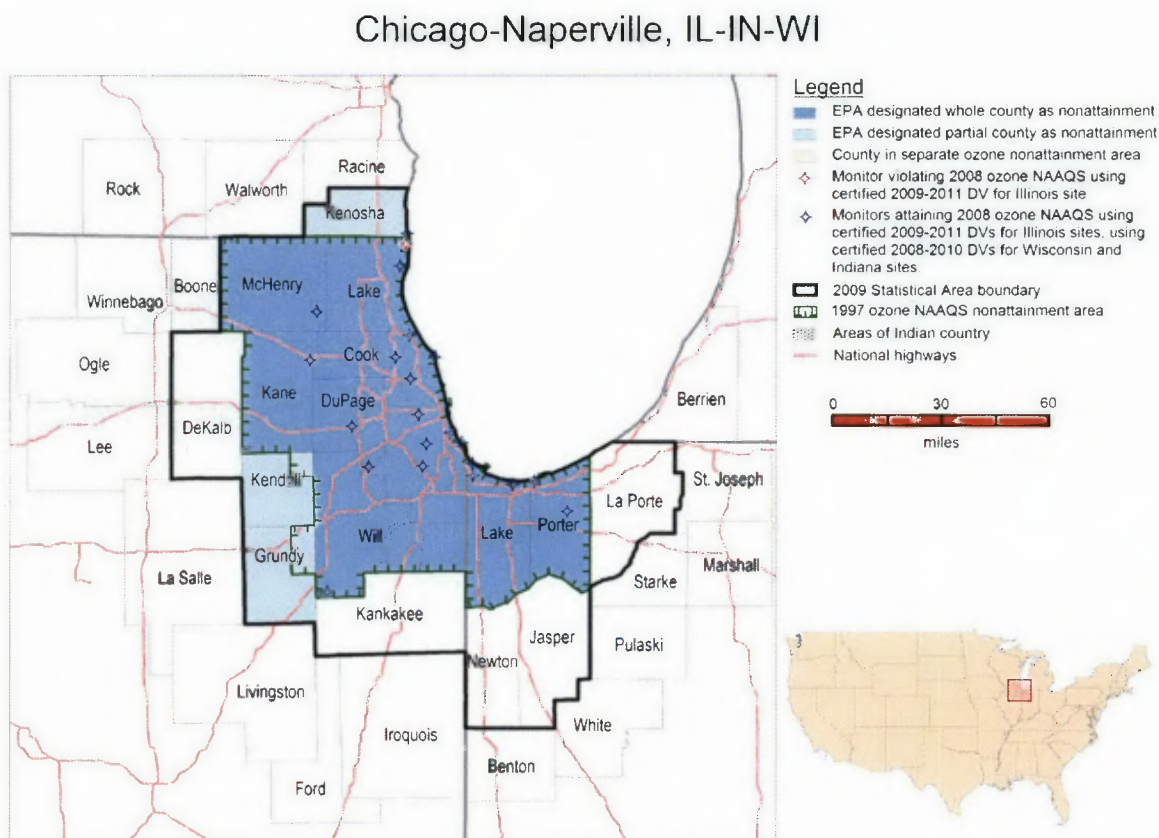 Chicago-Naperville, IL-IN-WI
Legend
EPA designated whole county as nonattainment
EPA designated partial county as nonattainment
County in separate ozone nonattainment area
Monitor violating 2008 ozone NAAQS using
certified 2009-2011 DV for Illinois site
Monitors attaining 2008 ozone NAAQS using
certified 2009-2011 DVs for Illinois sites, using
certified 2008-2010 DVs for Wisconsin and
Indiana sites.
2009 Statistical Area boundary
1997 ozone NAAQS nonattainment area
Areas of Indian country
National highways
0 30 60
miles
Racine
Rock
Walworth
Kenosha
Boone
McHenry
Lake
Winnebago
Ogle
Cook
Kane
DuPage
Berrien
DeKalb
Lee
Kendall
St. Joseph
La Porte
Porter
Will
Lake
Grundy
Marshall
La Salle
Starke
Kankakee
Jasper
Pulaski
Newton
Livingston
White
Iroquois
Benton
Ford